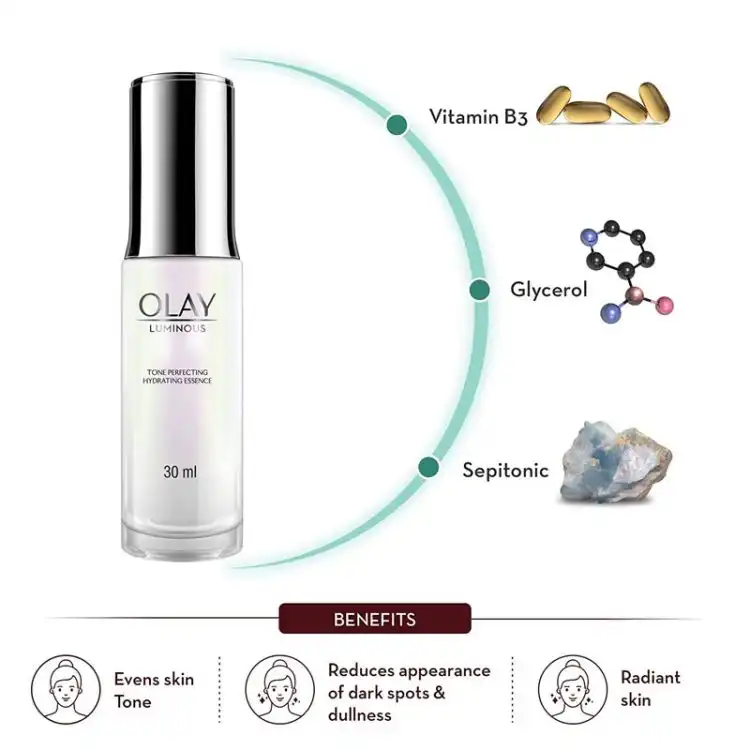 OLAY
LUMINOUS
TONE PERFECTING
HYDRATING ESSENCE
30 ml
Vitamin B3
Glycerol
Sepitonic
BENEFITS
Evens skin
Tone
Reduces appearance
of dark spots &
dullness
Radiant
skin